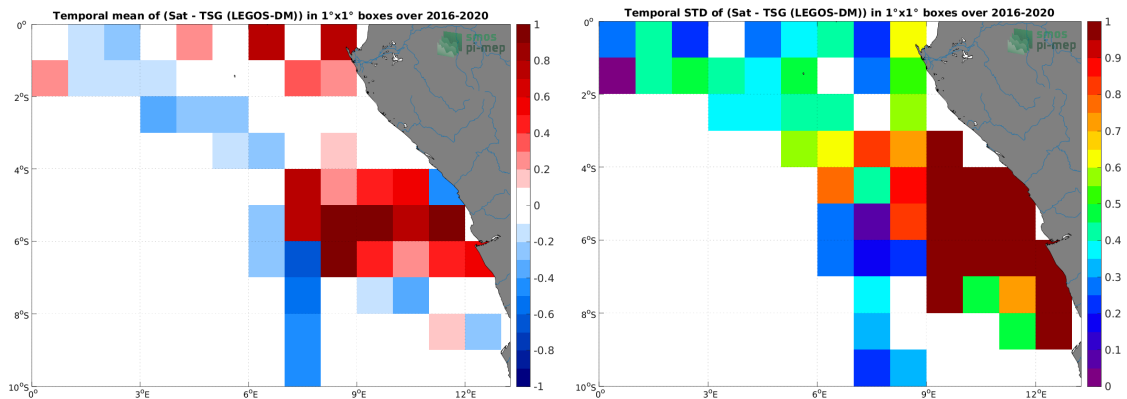 Temporal mean of (Sat - TSG (LEGOS-DM)) in 1°x1° boxes over 2016-2020
0°
2°S
4°S
6°S
8°S
10°S
0°
3°E
6°E
9°E
12°E
smos
pi-mep
1
0.8
0.6
0.4
0.2
0
-0.2
-0.4
-0.6
-0.8
-1
Temporal STD of (Sat - TSG (LEGOS-DM)) in 1°x1° boxes over 2016-2020
0°
2°S
4°S
6°S
8°S
10°S
0°
3°E
6°E
9°E
12°E
smos
pi-mep
1
0.9
0.8
0.7
0.6
0.5
0.4
0.3
0.2
0.1
0